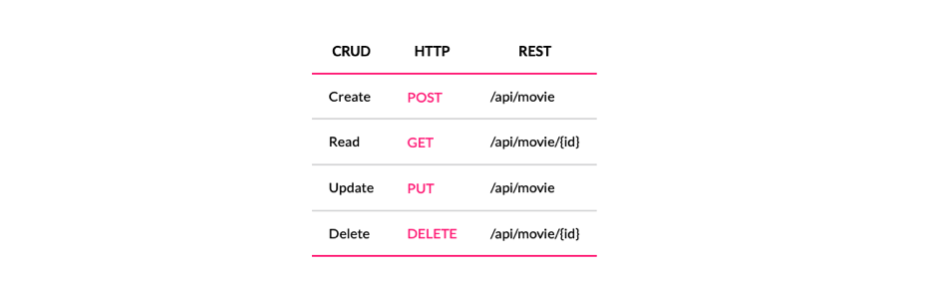 CRUD HTTP REST
Create POST /api/movie
Read GET /api/movie/{id}
Update PUT /api/movie
Delete DELETE /api/movie/{id}